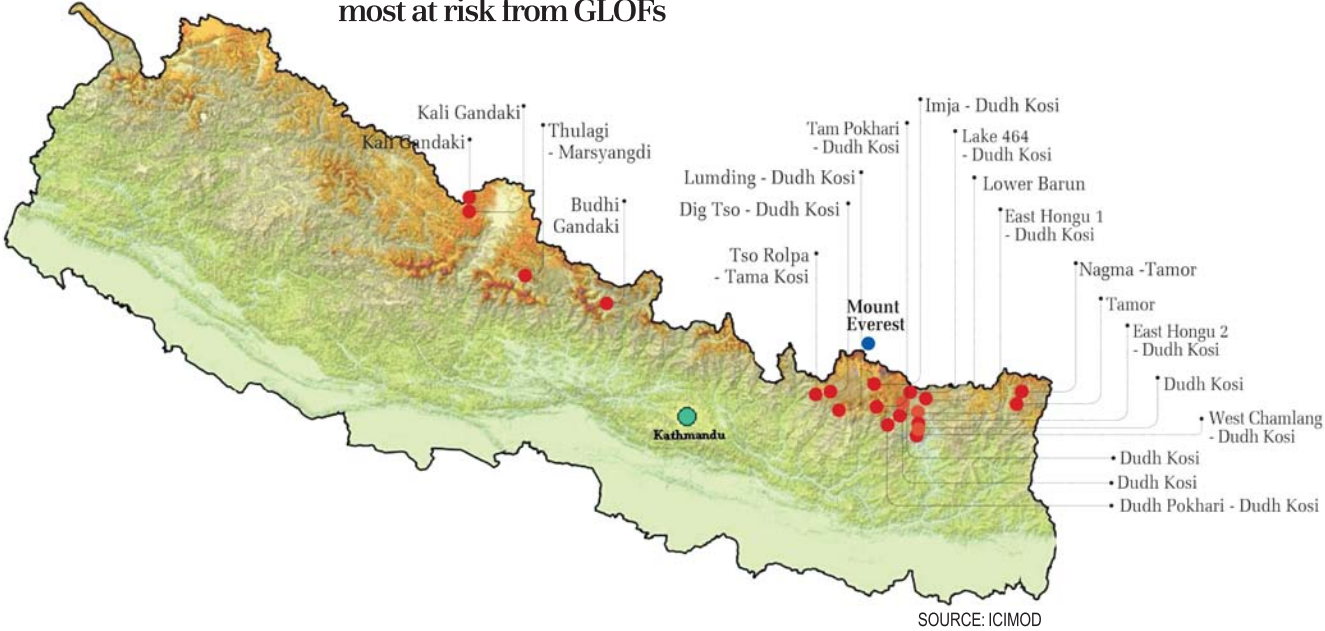 most at risk from GLOFs
Kali Gandaki
Kali Gandaki
Thulagi
- Marsyangdi
Budhi
Gandaki
Imja - Dudh Kosi
Tam Pokhari
- Dudh Kosi
Lake 464
- Dudh Kosi
Lumding - Dudh Kosi
Lower Barun
Dig Tso - Dudh Kosi
East Hongu 1
- Dudh Kosi
Tso Rolpa
- Tama Kosi
Nagma -Tamor
Mount
Everest
Tamor
East Hongu 2
- Dudh Kosi
Dudh Kosi
West Chamlang
- Dudh Kosi
Kathmandu
Dudh Kosi
Dudh Kosi
Dudh Pokhari - Dudh Kosi
SOURCE: ICIMOD